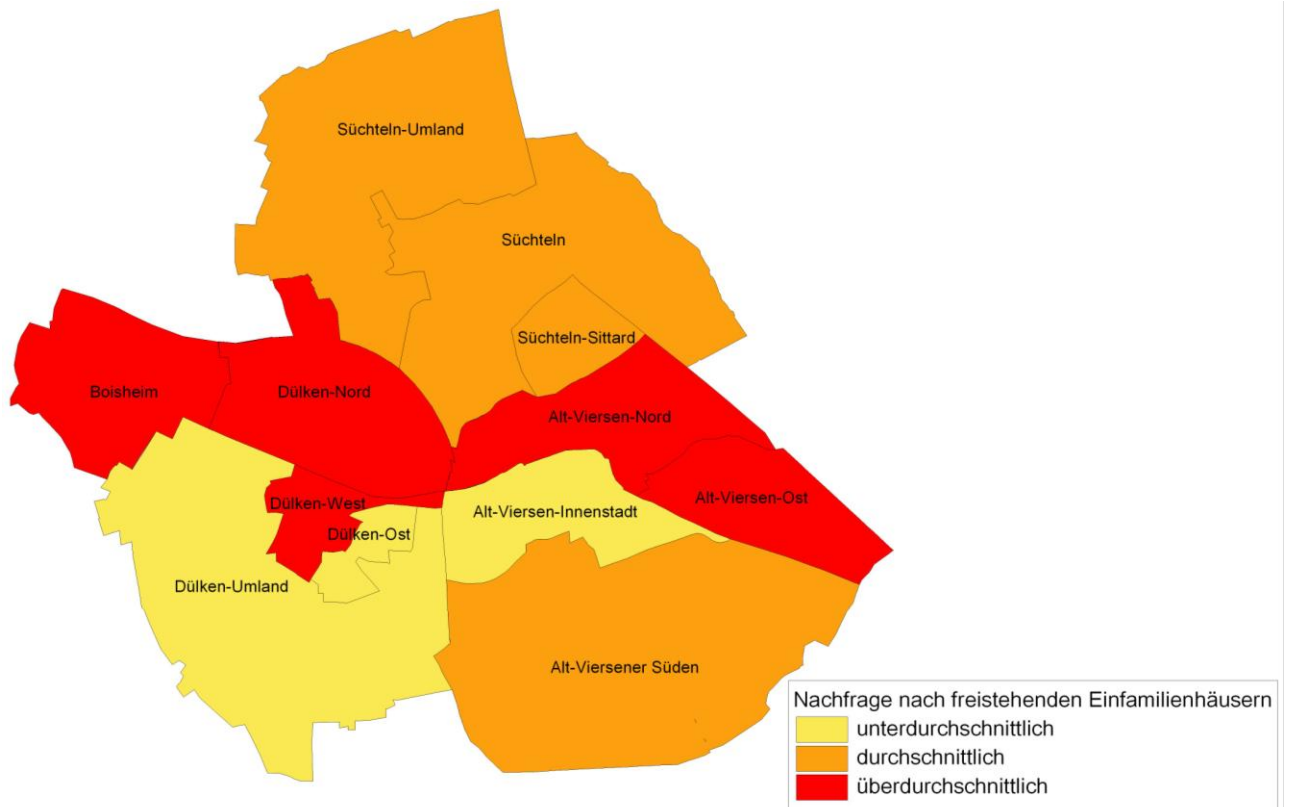 Süchteln-Umland
Süchteln
Süchteln-Sittard
Boisheim
Dülken-Nord
Alt-Viersen-Nord
Dülken-West
Alt-Viersen-Ost
Alt-Viersen-Innenstadt
Dülken-Ost
Dülken-Umland
Alt-Viersener Süden
Nachfrage nach freistehenden Einfamilienhäusern
unterdurchschnittlich
durchschnittlich
überdurchschnittlich